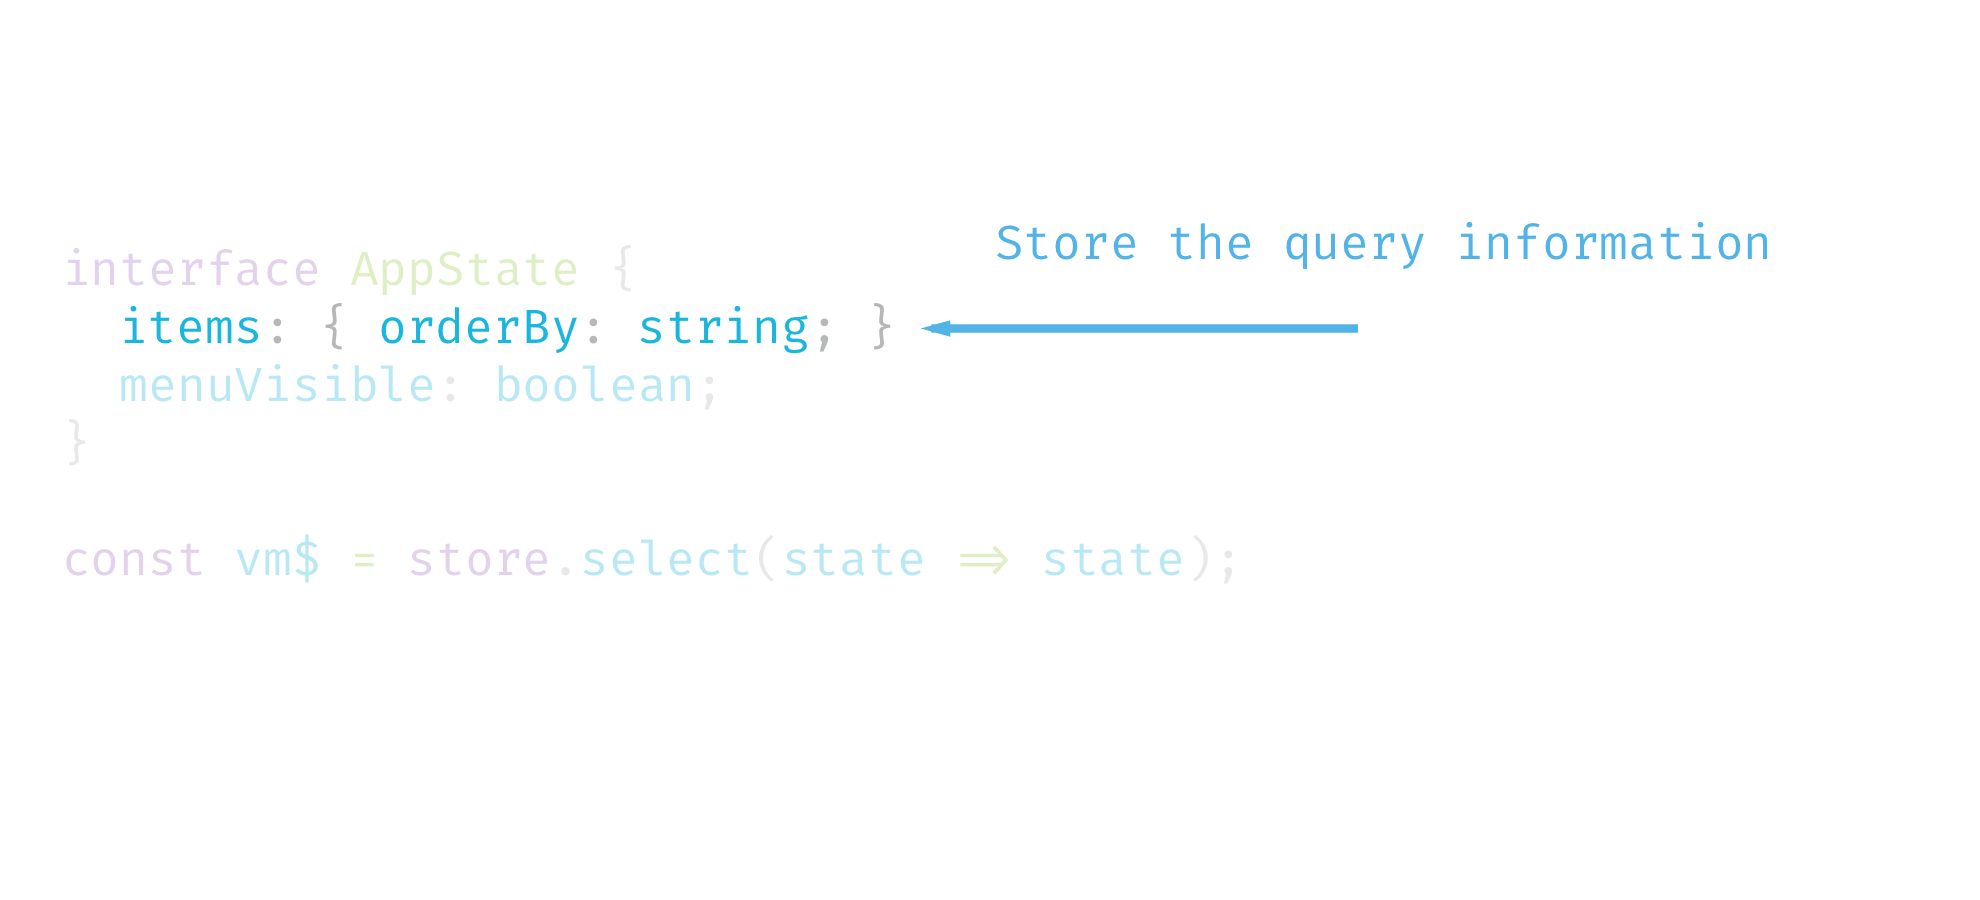 Store the query information
interface AppState {
  items: { orderBy: string; }
  menuVisible: boolean;
}
const vm$ = store.select(state => state);